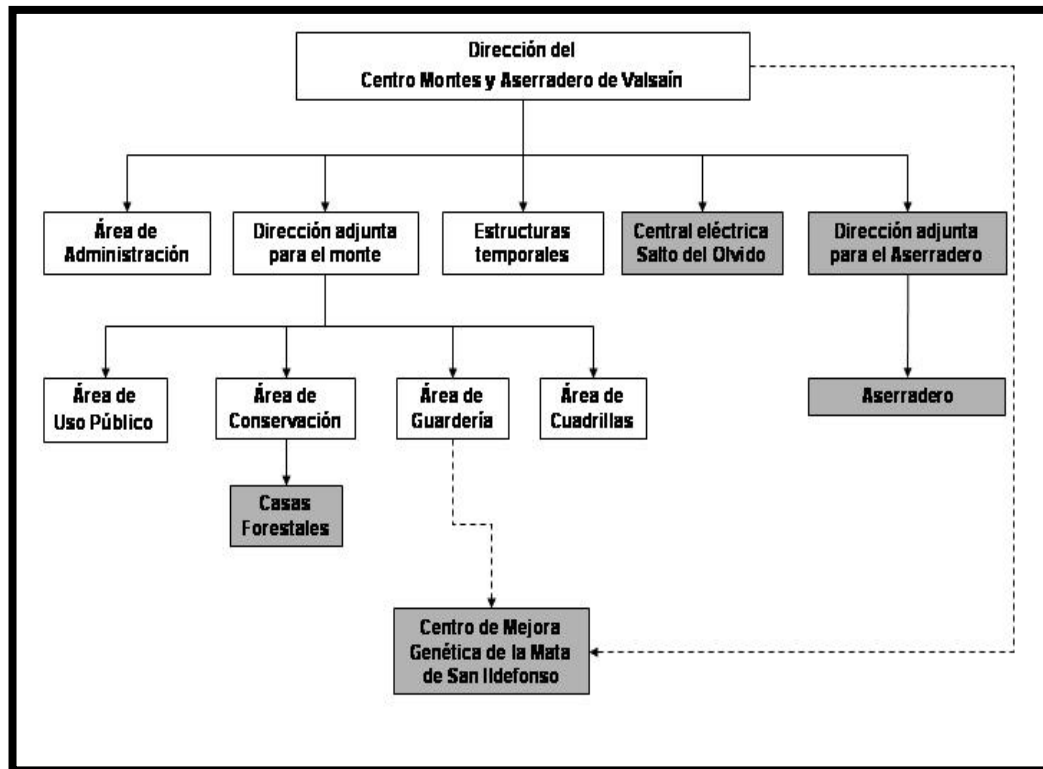 Dirección del
Centro Montes y Aserradero de Valsaín
Área de
Administración
Dirección adjunta
para el monte
Estructuras
temporales
Central eléctrica
Salto del Olvido
Dirección adjunta
para el Aserradero
Área de
Uso Público
Área de
Conservación
Área de
Guardería
Área de
Cuadrillas
Aserradero
Casas
Forestales
Centro de Mejora
Genética de la Mata
de San Ildefonso